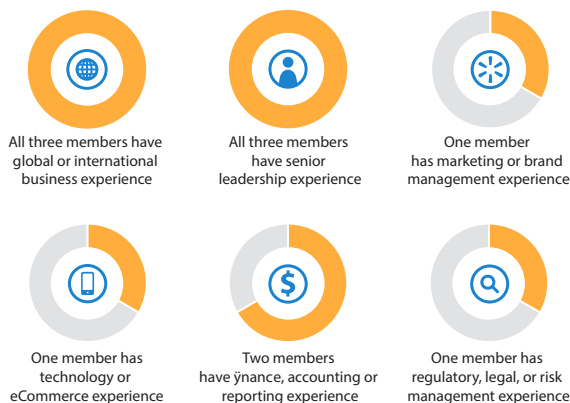 All three members have
global or international
business experience
All three members
have senior
leadership experience
One member
has marketing or brand
management experience
One member has
technology or
eCommerce experience
$
Two members
have ÿnance, accounting or
reporting experience
One member has
regulatory, legal, or risk
management experience